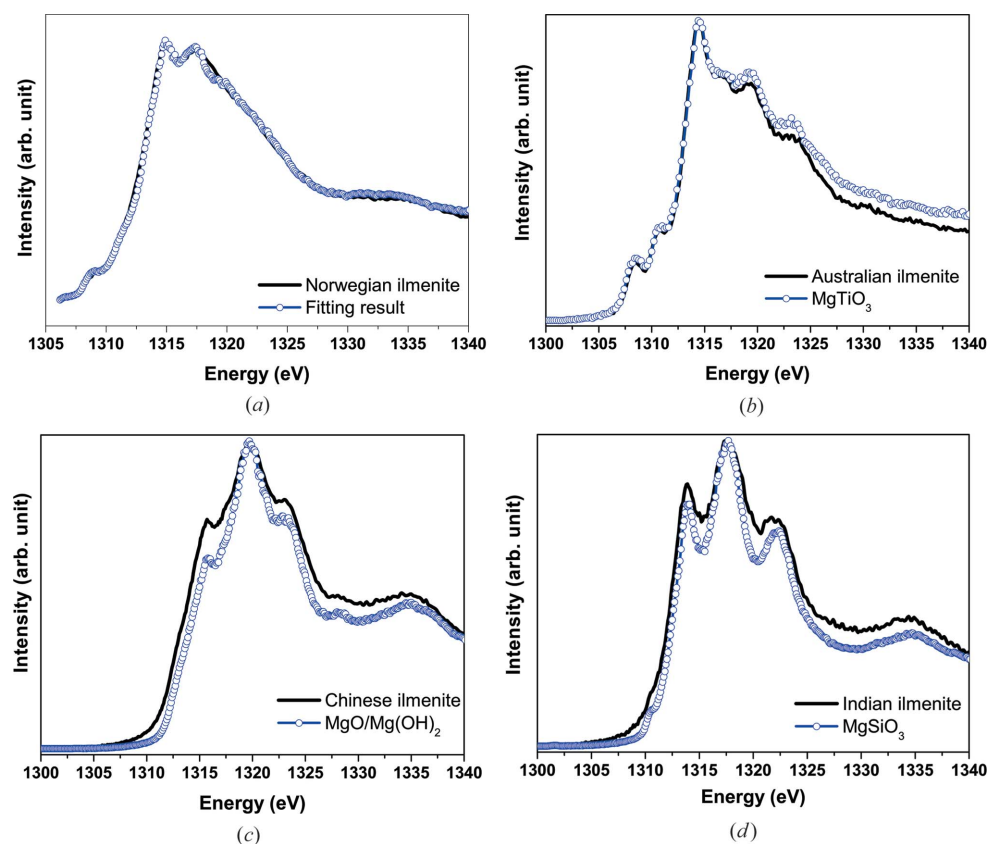 Intensity (arb. unit)
Norwegian ilmenite
Fitting result
1305 1310 1315 1320 1325 1330 1335 1340
Energy (eV)
(a)
Intensity (arb. unit)
Australian ilmenite
MgTiO₃
1300 1305 1310 1315 1320 1325 1330 1335 1340
Energy (eV)
(b)
Intensity (arb. unit)
Chinese ilmenite
MgO/Mg(OH)₂
1300 1305 1310 1315 1320 1325 1330 1335 1340
Energy (eV)
(c)
Intensity (arb. unit)
Indian ilmenite
MgSiO₃
1300 1305 1310 1315 1320 1325 1330 1335 1340
Energy (eV)
(d)